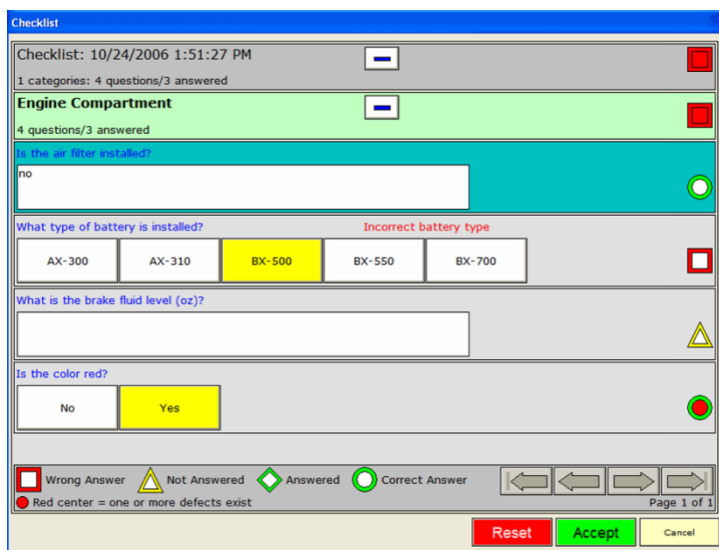 Checklist
Checklist: 10/24/2006 1:51:27 PM
1 categories: 4 questions/3 answered
Engine Compartment
4 questions/3 answered
Is the air filter installed?
no
What type of battery is installed? Incorrect battery type
AX-300 AX-310 BX-500 BX-550 BX-700
What is the brake fluid level (oz)?
Is the color red?
No Yes
Wrong Answer Not Answered Answered Correct Answer
Red center = one or more defects exist Page 1 of 1
Reset Accept Cancel